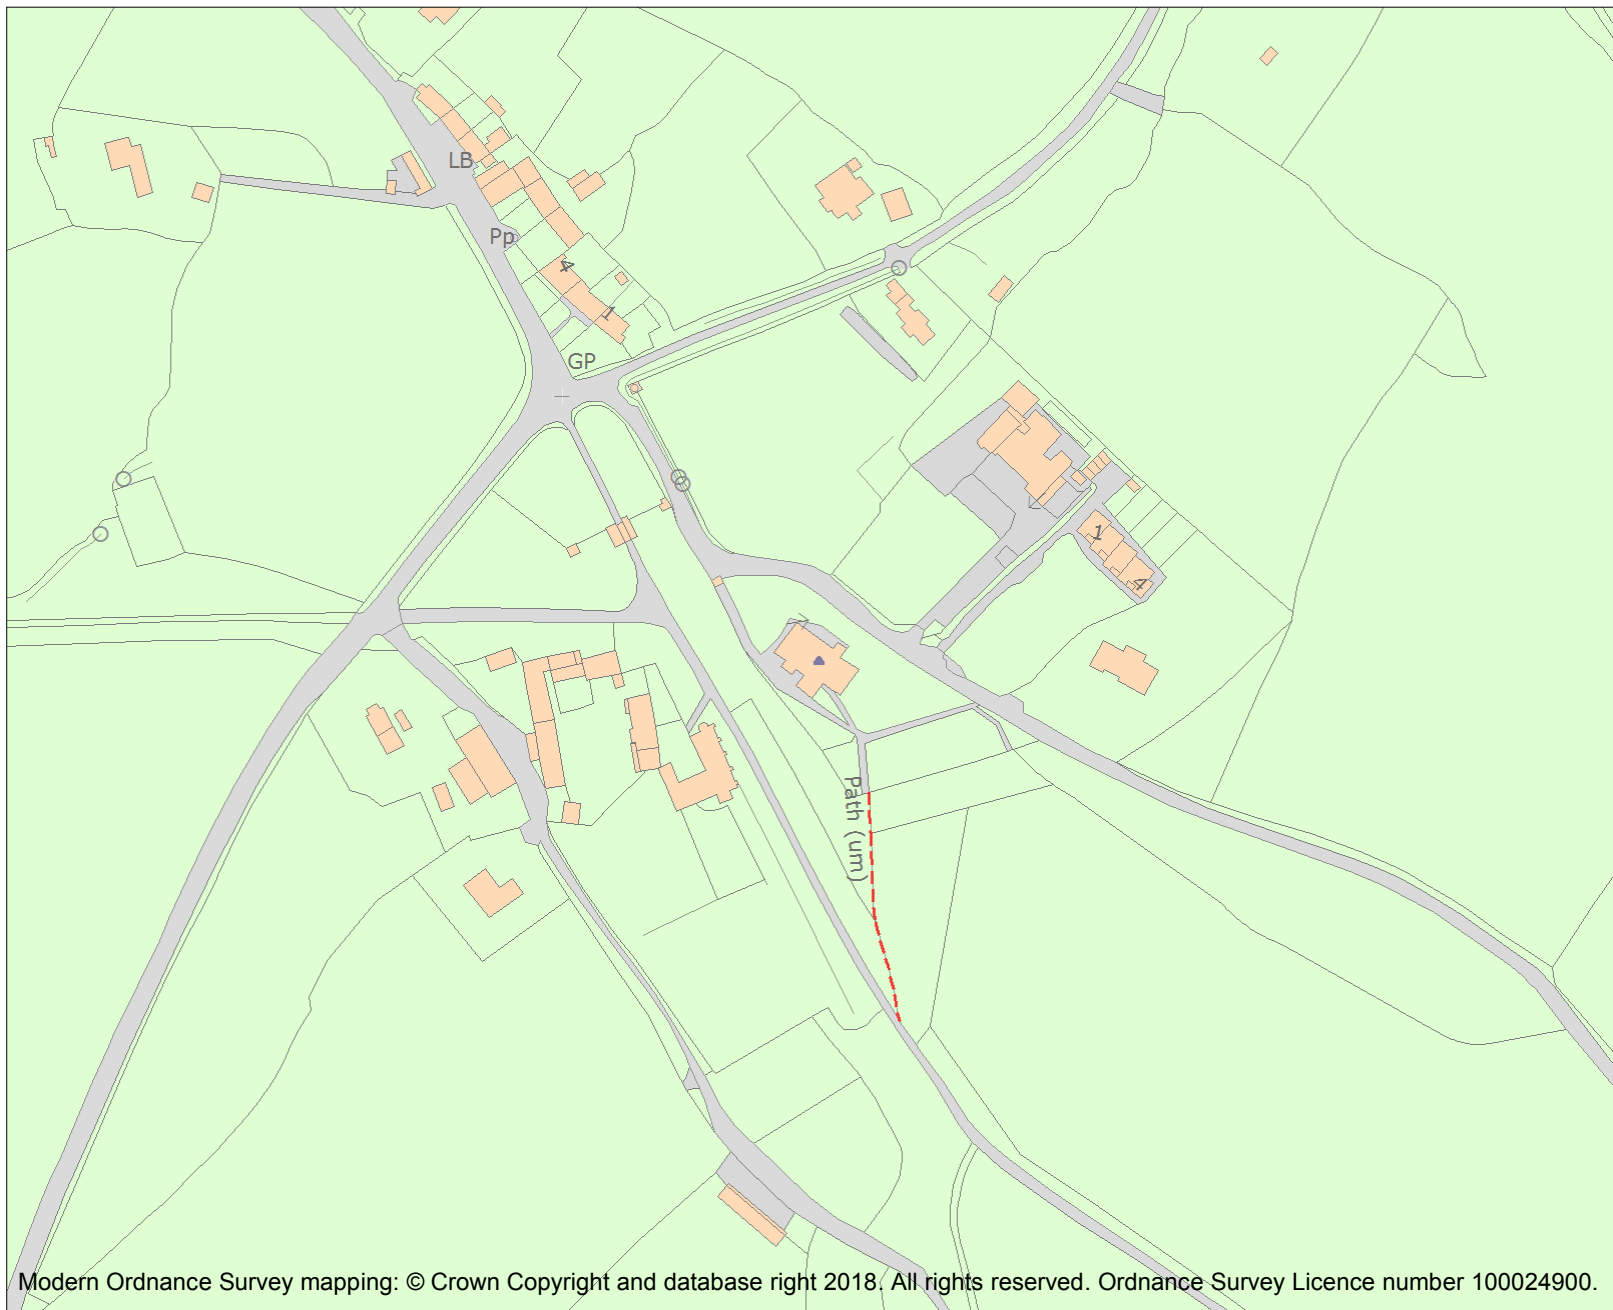 LB
Pp
4
1
GP
1
4
Path (um)
Modern Ordnance Survey mapping: © Crown Copyright and database right 2018. All rights reserved. Ordnance Survey Licence number 100024900.